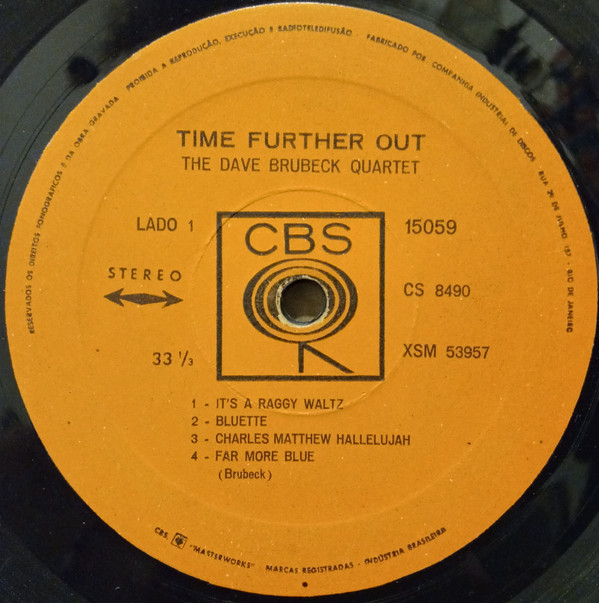 RESERVADOS OS DIREITOS FONOGRÁFICOS E DA OBRA GRAVADA · PROIBIDA A REPRODUÇÃO, EXECUÇÃO E RADIOTELEDIFUSÃO. · FABRICADO POR COMPANHIA INDUSTRIAL DE DISCOS RUA 26 DE JULHO 157 - RIO DE JANEIRO
TIME FURTHER OUT
THE DAVE BRUBECK QUARTET
LADO 1
CBS
15059
STEREO
CS 8490
33 ⅓
XSM 53957
1 - IT'S A RAGGY WALTZ
2 - BLUETTE
3 - CHARLES MATTHEW HALLELUJAH
4 - FAR MORE BLUE
(Brubeck)
CBS, "MASTERWORKS" MARCAS REGISTRADAS - INDÚSTRIA BRASILEIRA